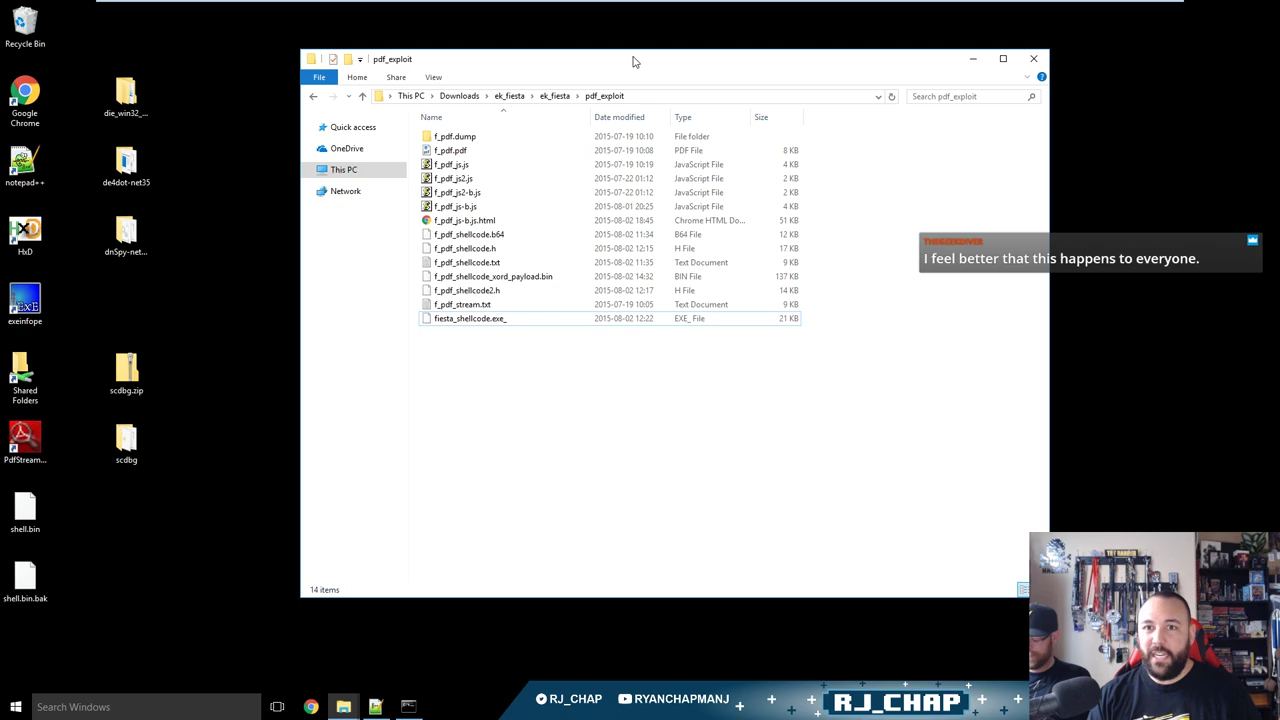 Recycle Bin
Google
Chrome
notepad++
HxD
exeinfope
Shared
Folders
PdfStream...
shell.bin
shell.bin.bak
die_win32_...
de4dot-net35
dnSpy-net...
scdbg.zip
scdbg
pdf_exploit
File Home Share View
This PC Downloads ek_fiesta ek_fiesta pdf_exploit
Search pdf_exploit
Quick access
OneDrive
This PC
Network
Name Date modified Type Size
f_pdf.dump 2015-07-19 10:10 File folder
f_pdf.pdf 2015-07-19 10:08 PDF File 8 KB
f_pdf_js.js 2015-07-19 10:19 JavaScript File 4 KB
f_pdf_js2.js 2015-07-22 01:12 JavaScript File 2 KB
f_pdf_js2-b.js 2015-07-22 01:12 JavaScript File 2 KB
f_pdf_js-b.js 2015-08-01 20:25 JavaScript File 4 KB
f_pdf_js-b.js.html 2015-08-02 18:45 Chrome HTML Do... 51 KB
f_pdf_shellcode.b64 2015-08-02 11:34 B64 File 12 KB
f_pdf_shellcode.h 2015-08-02 12:15 H File 17 KB
f_pdf_shellcode.txt 2015-08-02 11:35 Text Document 9 KB
f_pdf_shellcode_xord_payload.bin 2015-08-02 14:32 BIN File 137 KB
f_pdf_shellcode2.h 2015-08-02 12:17 H File 14 KB
f_pdf_stream.txt 2015-07-19 10:05 Text Document 9 KB
fiesta_shellcode.exe_ 2015-08-02 12:22 EXE_ File 21 KB
14 items
I feel better that this happens to everyone.
Search Windows
RJ_CHAP
RYANCHAPMANJ
RJ_CHAP